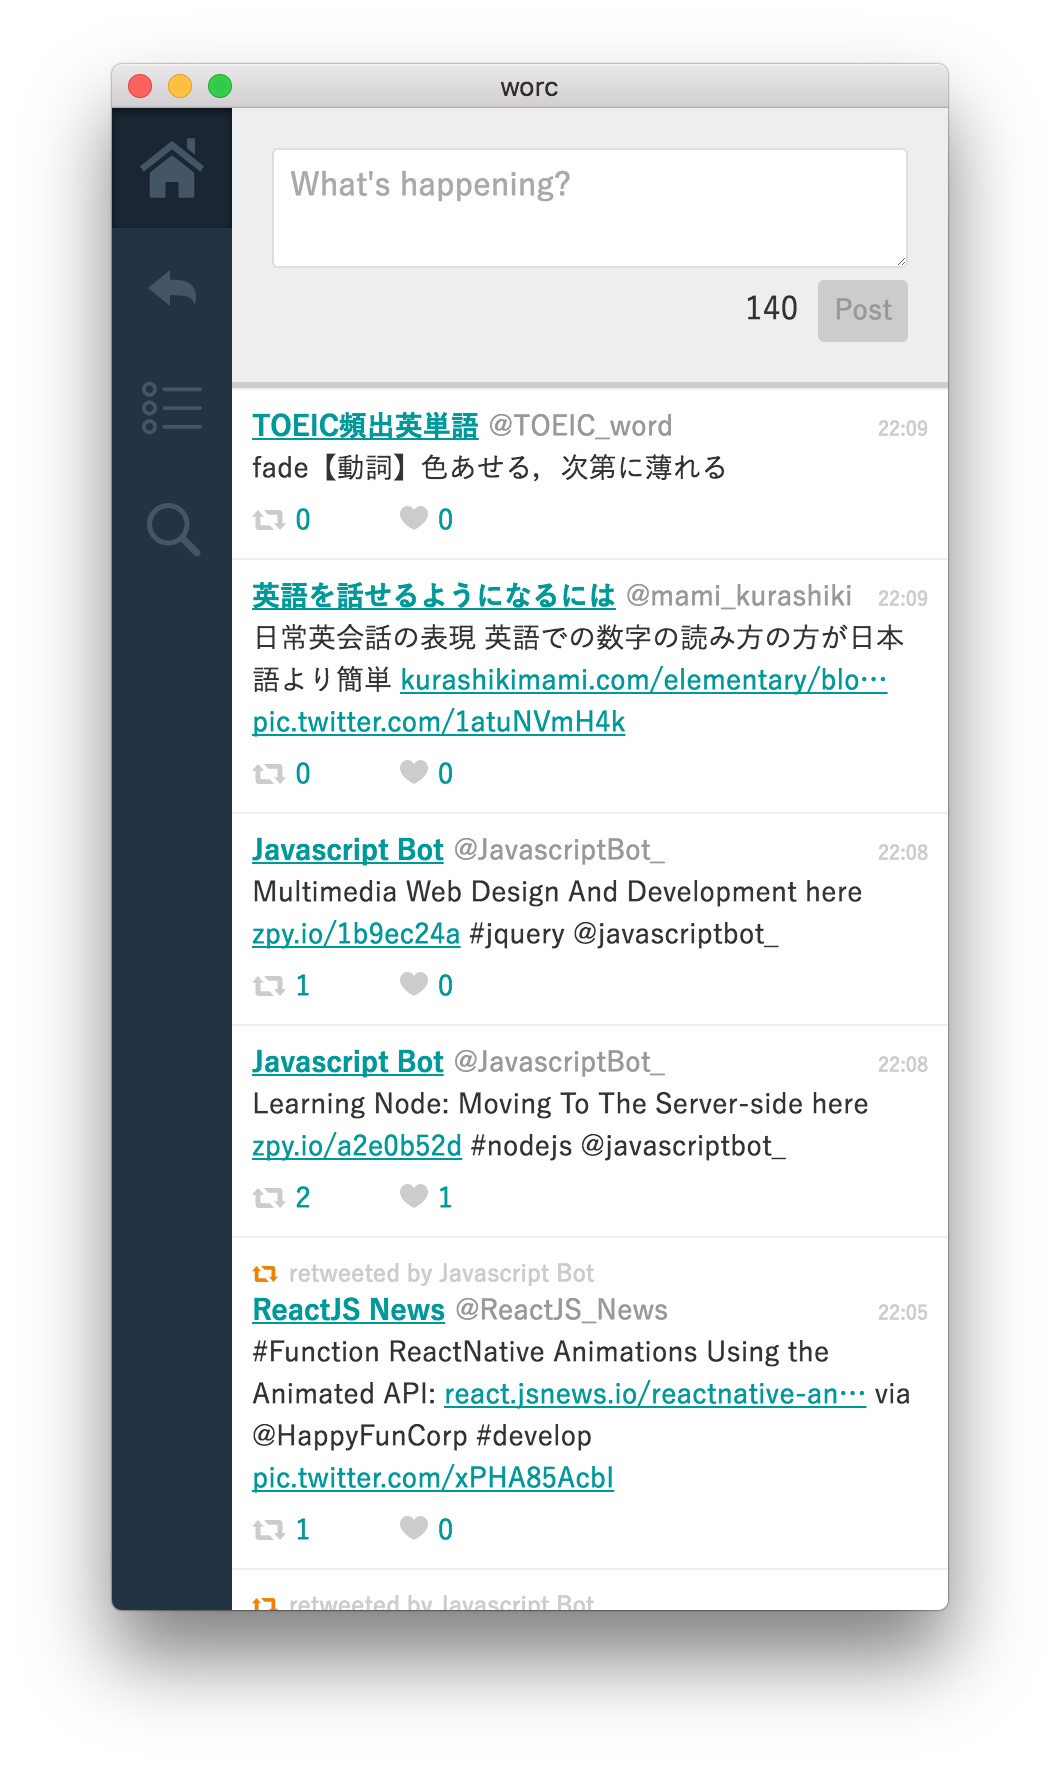 worc
What's happening?
140 Post
TOEIC頻出英単語 @TOEIC_word 22:09
fade【動詞】色あせる，次第に薄れる
0 0
英語を話せるようになるには @mami_kurashiki 22:09
日常英会話の表現 英語での数字の読み方の方が日本
語より簡単 kurashikimami.com/elementary/blo…
pic.twitter.com/1atuNVmH4k
0 0
Javascript Bot @JavascriptBot_ 22:08
Multimedia Web Design And Development here
zpy.io/1b9ec24a #jquery @javascriptbot_
1 0
Javascript Bot @JavascriptBot_ 22:08
Learning Node: Moving To The Server-side here
zpy.io/a2e0b52d #nodejs @javascriptbot_
2 1
retweeted by Javascript Bot
ReactJS News @ReactJS_News 22:05
#Function ReactNative Animations Using the
Animated API: react.jsnews.io/reactnative-an… via
@HappyFunCorp #develop
pic.twitter.com/xPHA85AcbI
1 0
retweeted by Javascript Bot